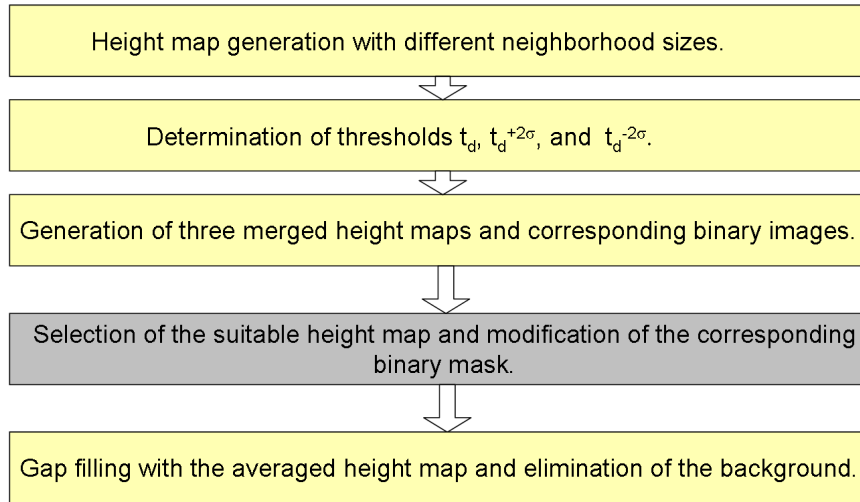 Height map generation with different neighborhood sizes.
Determination of thresholds t_d, t_d^+2σ, and t_d^-2σ.
Generation of three merged height maps and corresponding binary images.
Selection of the suitable height map and modification of the corresponding
binary mask.
Gap filling with the averaged height map and elimination of the background.